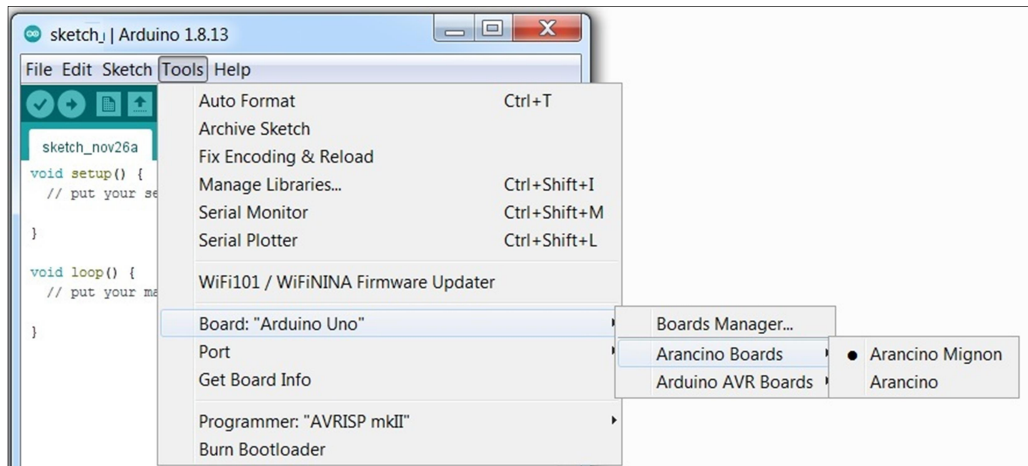 sketch_ | Arduino 1.8.13
File Edit Sketch Tools Help
sketch_nov26a
void setup() {
// put your se
}
void loop() {
// put your ma
}
Auto Format Ctrl+T
Archive Sketch
Fix Encoding & Reload
Manage Libraries... Ctrl+Shift+I
Serial Monitor Ctrl+Shift+M
Serial Plotter Ctrl+Shift+L
WiFi101 / WiFiNINA Firmware Updater
Board: "Arduino Uno"
Port
Get Board Info
Programmer: "AVRISP mkII"
Burn Bootloader
Boards Manager...
Arancino Boards
Arduino AVR Boards
Arancino Mignon
Arancino